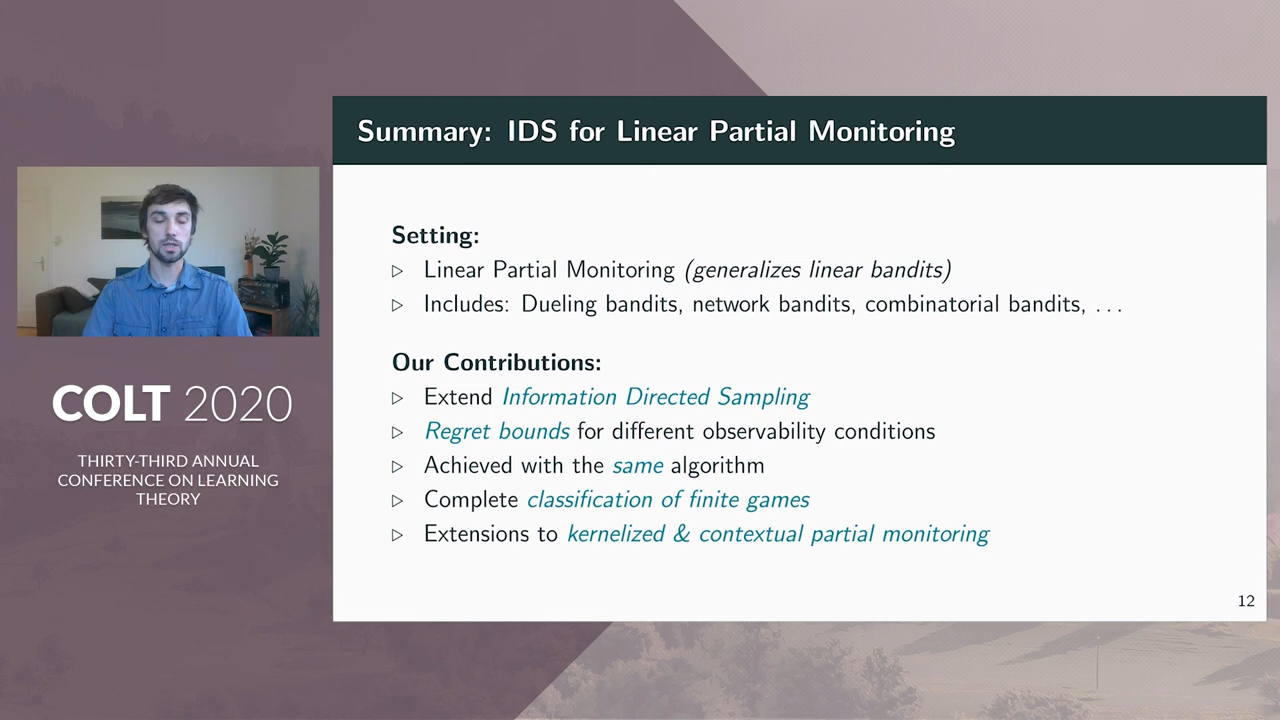 Summary: IDS for Linear Partial Monitoring
Setting:
▷ Linear Partial Monitoring (generalizes linear bandits)
▷ Includes: Dueling bandits, network bandits, combinatorial bandits, ...
Our Contributions:
▷ Extend Information Directed Sampling
▷ Regret bounds for different observability conditions
▷ Achieved with the same algorithm
▷ Complete classification of finite games
▷ Extensions to kernelized & contextual partial monitoring
12
COLT 2020
THIRTY-THIRD ANNUAL
CONFERENCE ON LEARNING
THEORY